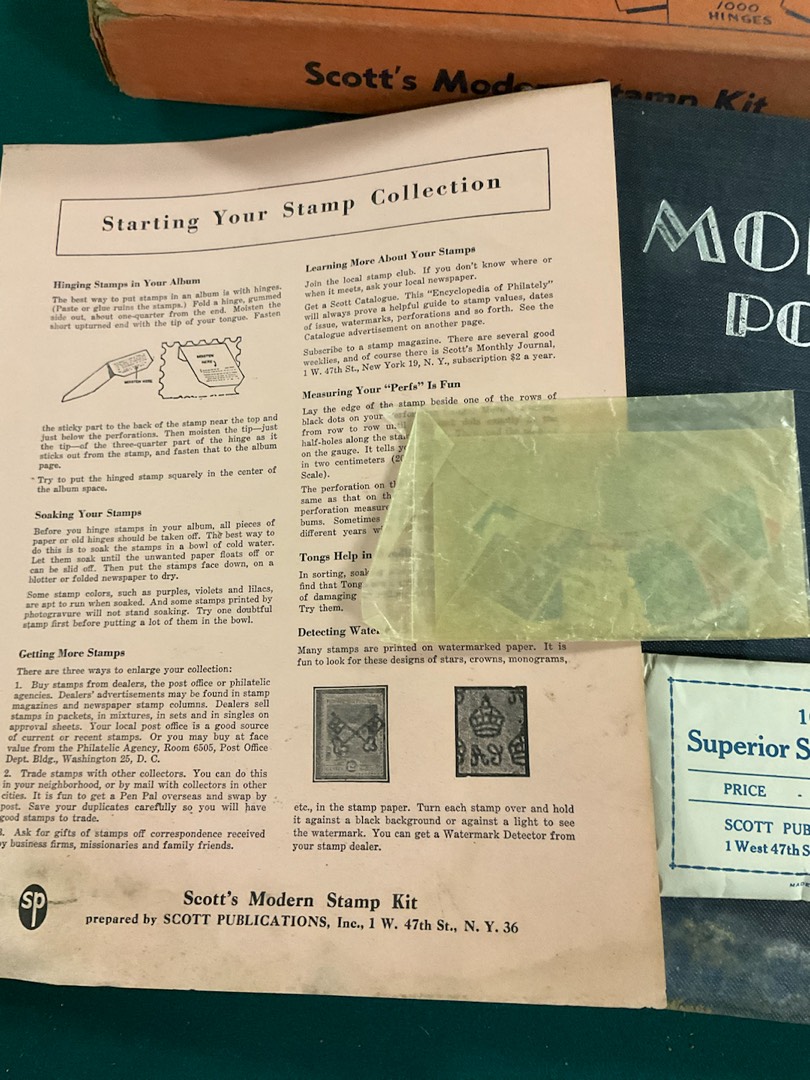 1000
HINGES
Scott's Modern Stamp Kit
Starting Your Stamp Collection
Hinging Stamps in Your Album
The best way to put stamps in an album is with hinges.
(Paste or glue ruins the stamps.) Fold a hinge, gummed
side out, about one-quarter from the end. Moisten the
short upturned end with the tip of your tongue. Fasten
the sticky part to the back of the stamp near the top and
just below the perforations. Then moisten the tip—just
the tip—of the three-quarter part of the hinge as it
sticks out from the stamp, and fasten that to the album
page.
Try to put the hinged stamp squarely in the center of
the album space.
Soaking Your Stamps
Before you hinge stamps in your album, all pieces of
paper or old hinges should be taken off. The best way to
do this is to soak the stamps in a bowl of cold water.
Let them soak until the unwanted paper floats off or
can be slid off. Then put the stamps face down, on a
blotter or folded newspaper to dry.
Some stamp colors, such as purples, violets and lilacs,
are apt to run when soaked. And some stamps printed by
photogravure will not stand soaking. Try one doubtful
stamp first before putting a lot of them in the bowl.
Getting More Stamps
There are three ways to enlarge your collection:
1. Buy stamps from dealers, the post office or philatelic
agencies. Dealers' advertisements may be found in stamp
magazines and newspaper stamp columns. Dealers sell
stamps in packets, in mixtures, in sets and in singles on
approval sheets. Your local post office is a good source
of current or recent stamps. Or you may buy at face
value from the Philatelic Agency, Room 6505, Post Office
Dept. Bldg., Washington 25, D. C.
2. Trade stamps with other collectors. You can do this
in your neighborhood, or by mail with collectors in other
cities. It is fun to get a Pen Pal overseas and swap by
post. Save your duplicates carefully so you will have
good stamps to trade.
3. Ask for gifts of stamps off correspondence received
by business firms, missionaries and family friends.
Learning More About Your Stamps
Join the local stamp club. If you don't know where or
when it meets, ask your local newspaper.
Get a Scott Catalogue. This "Encyclopedia of Philately"
will always prove a helpful guide to stamp values, dates
of issue, watermarks, perforations and so forth. See the
Catalogue advertisement on another page.
Subscribe to a stamp magazine. There are several good
weeklies, and of course there is Scott's Monthly Journal,
1 W. 47th St., New York 19, N. Y., subscription $2 a year.
Measuring Your "Perfs" Is Fun
Lay the edge of the stamp beside one of the rows of
black dots on your
from row to row
half-holes along the
on the gauge. It tells
in two centimeters
Scale).
The perforation on
same as that on
perforation
bums. Sometimes
different years
Tongs Help in
In sorting,
find that Tong
of damaging
Try them.
Detecting
Many stamps are printed on watermarked paper. It is
fun to look for these designs of stars, crowns, monograms,
etc., in the stamp paper. Turn each stamp over and hold
it against a black background or against a light to see
the watermark. You can get a Watermark Detector from
your stamp dealer.
sp
Scott's Modern Stamp Kit
prepared by SCOTT PUBLICATIONS, Inc., 1 W. 47th St., N. Y. 36
MO
PO
Superior S
PRICE -
SCOTT PUB
1 West 47th S